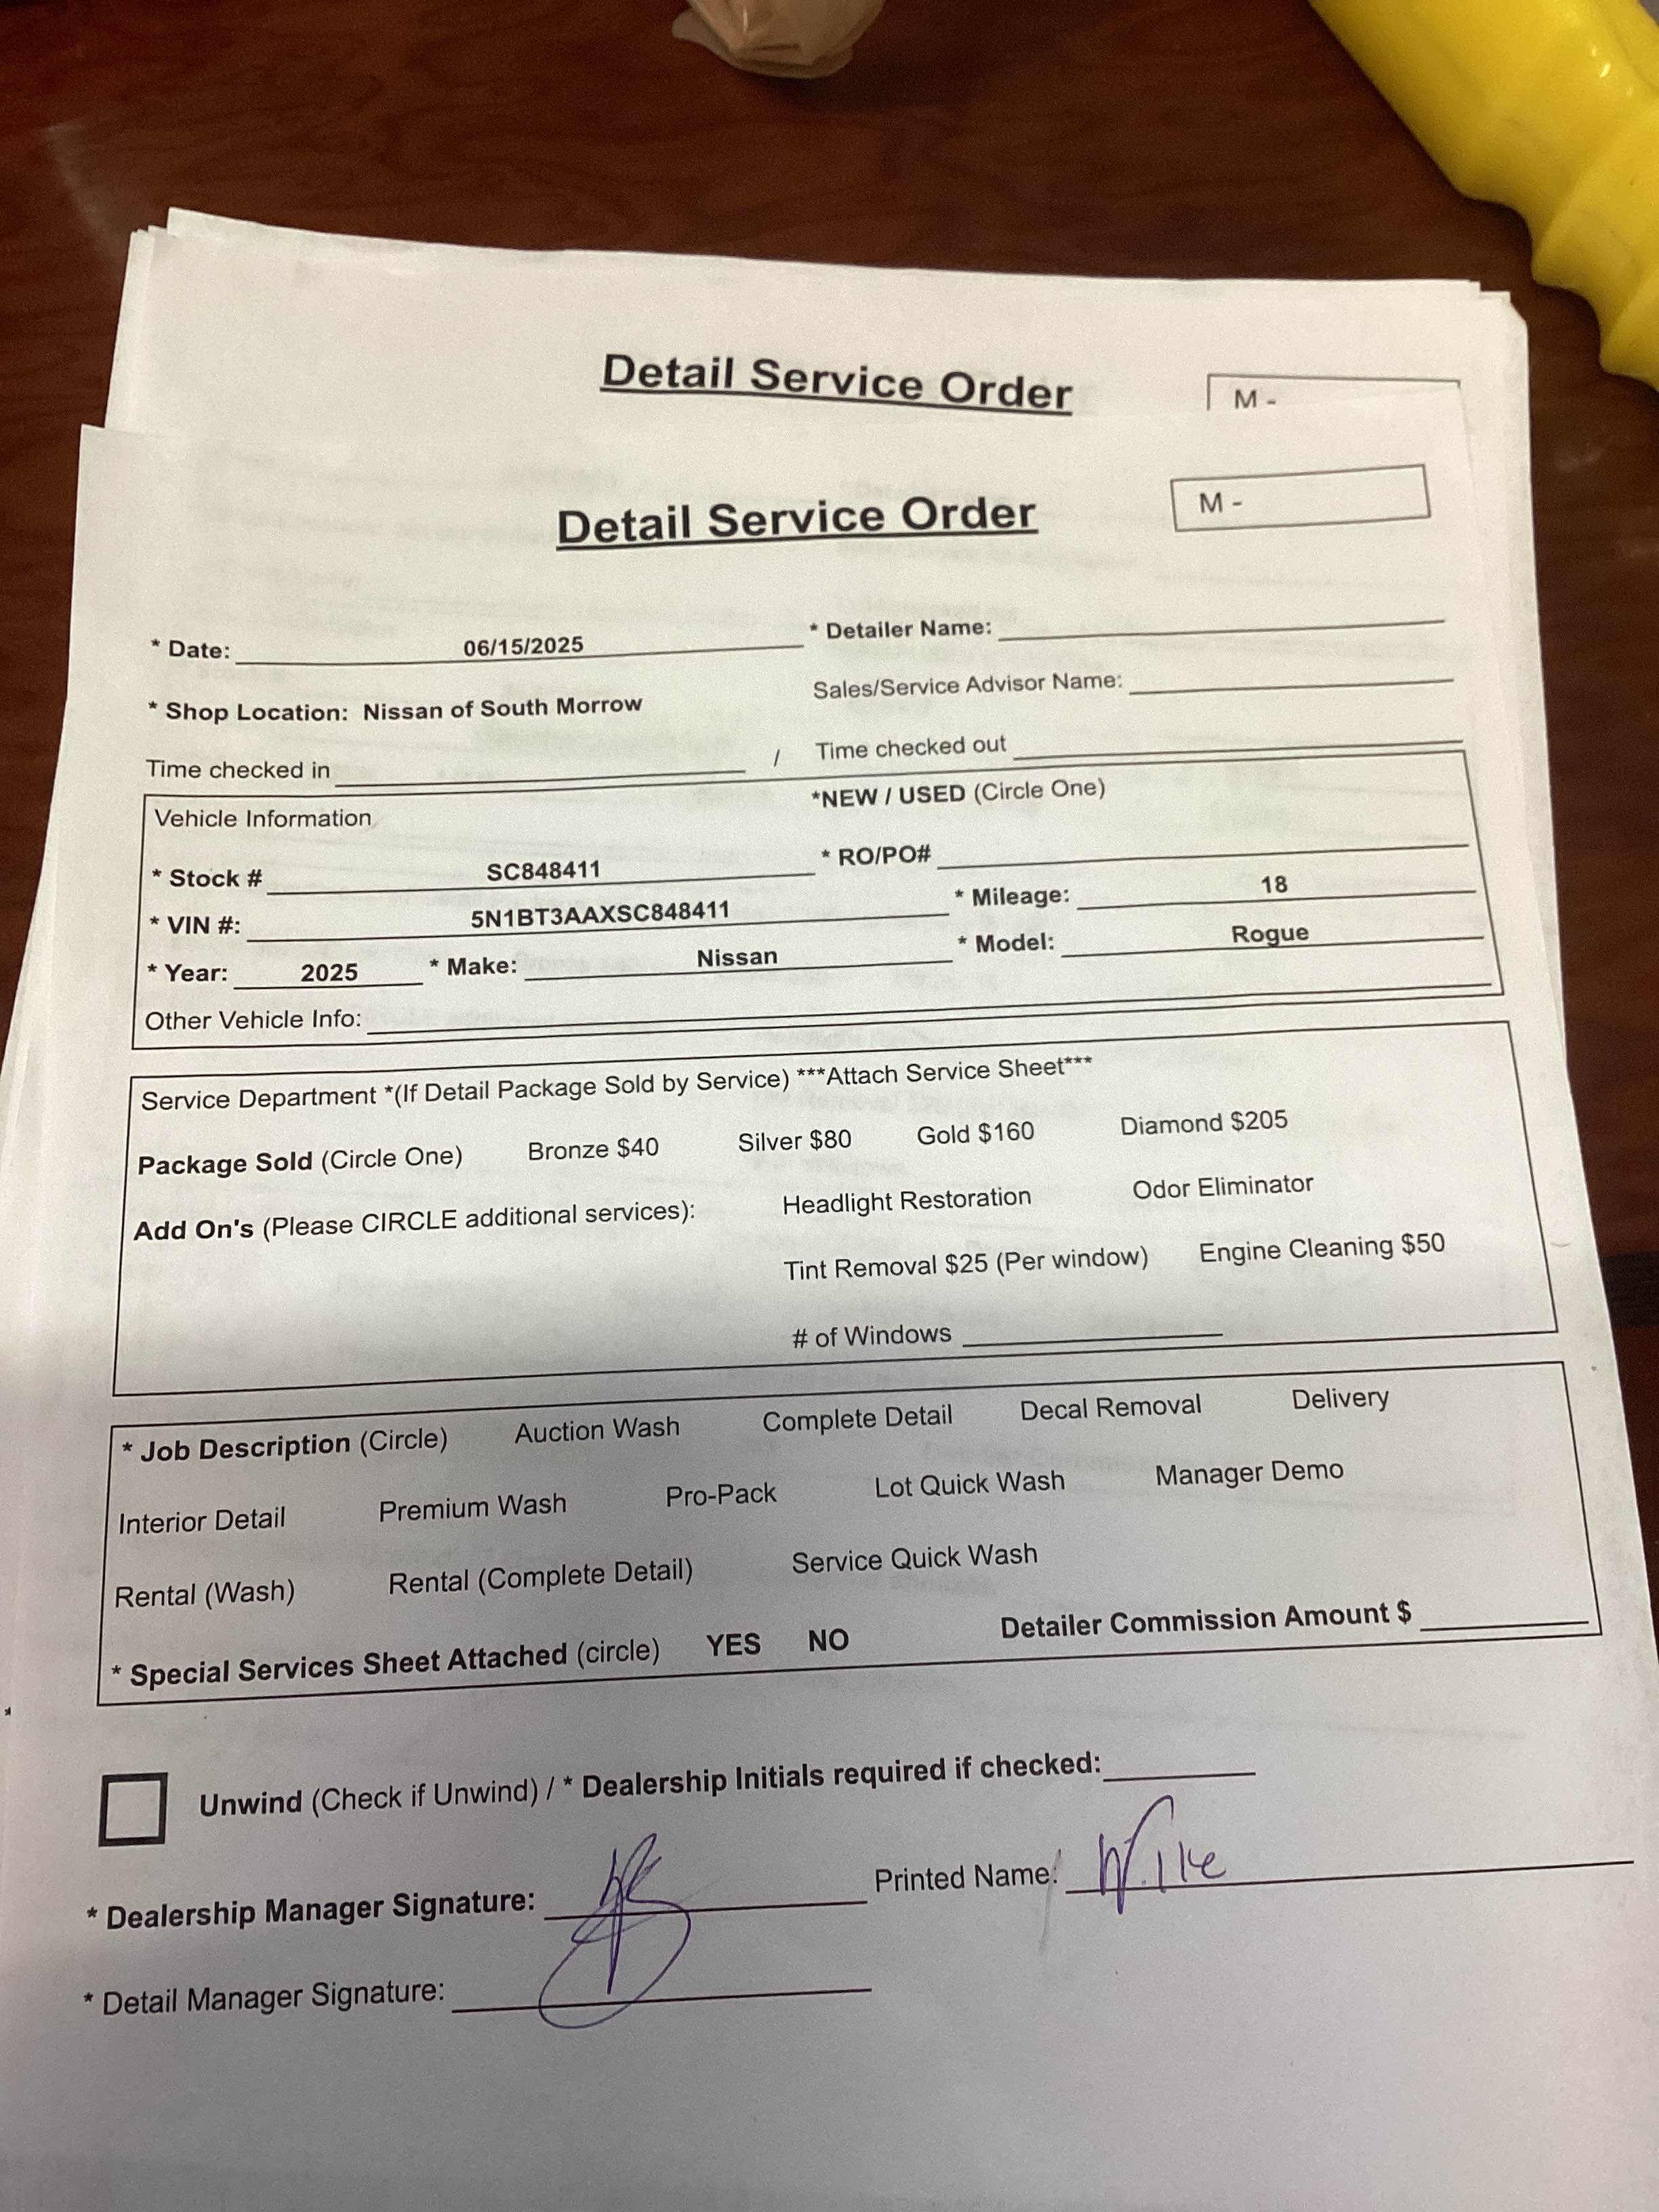 Detail Service Order
M -
Detail Service Order
M -
* Date: 06/15/2025 * Detailer Name:
* Shop Location: Nissan of South Morrow Sales/Service Advisor Name:
Time checked in / Time checked out
Vehicle Information *NEW / USED (Circle One)
* Stock # SC848411 * RO/PO#
* VIN #: 5N1BT3AAXSC848411 * Mileage: 18
* Year: 2025 * Make: Nissan * Model: Rogue
Other Vehicle Info:
Service Department *(If Detail Package Sold by Service) ***Attach Service Sheet***
Package Sold (Circle One) Bronze $40 Silver $80 Gold $160 Diamond $205
Add On's (Please CIRCLE additional services): Headlight Restoration Odor Eliminator
Tint Removal $25 (Per window) Engine Cleaning $50
# of Windows
* Job Description (Circle) Auction Wash Complete Detail Decal Removal Delivery
Interior Detail Premium Wash Pro-Pack Lot Quick Wash Manager Demo
Rental (Wash) Rental (Complete Detail) Service Quick Wash
* Special Services Sheet Attached (circle) YES NO Detailer Commission Amount $
Unwind (Check if Unwind) / * Dealership Initials required if checked:
* Dealership Manager Signature: Printed Name:
* Detail Manager Signature: